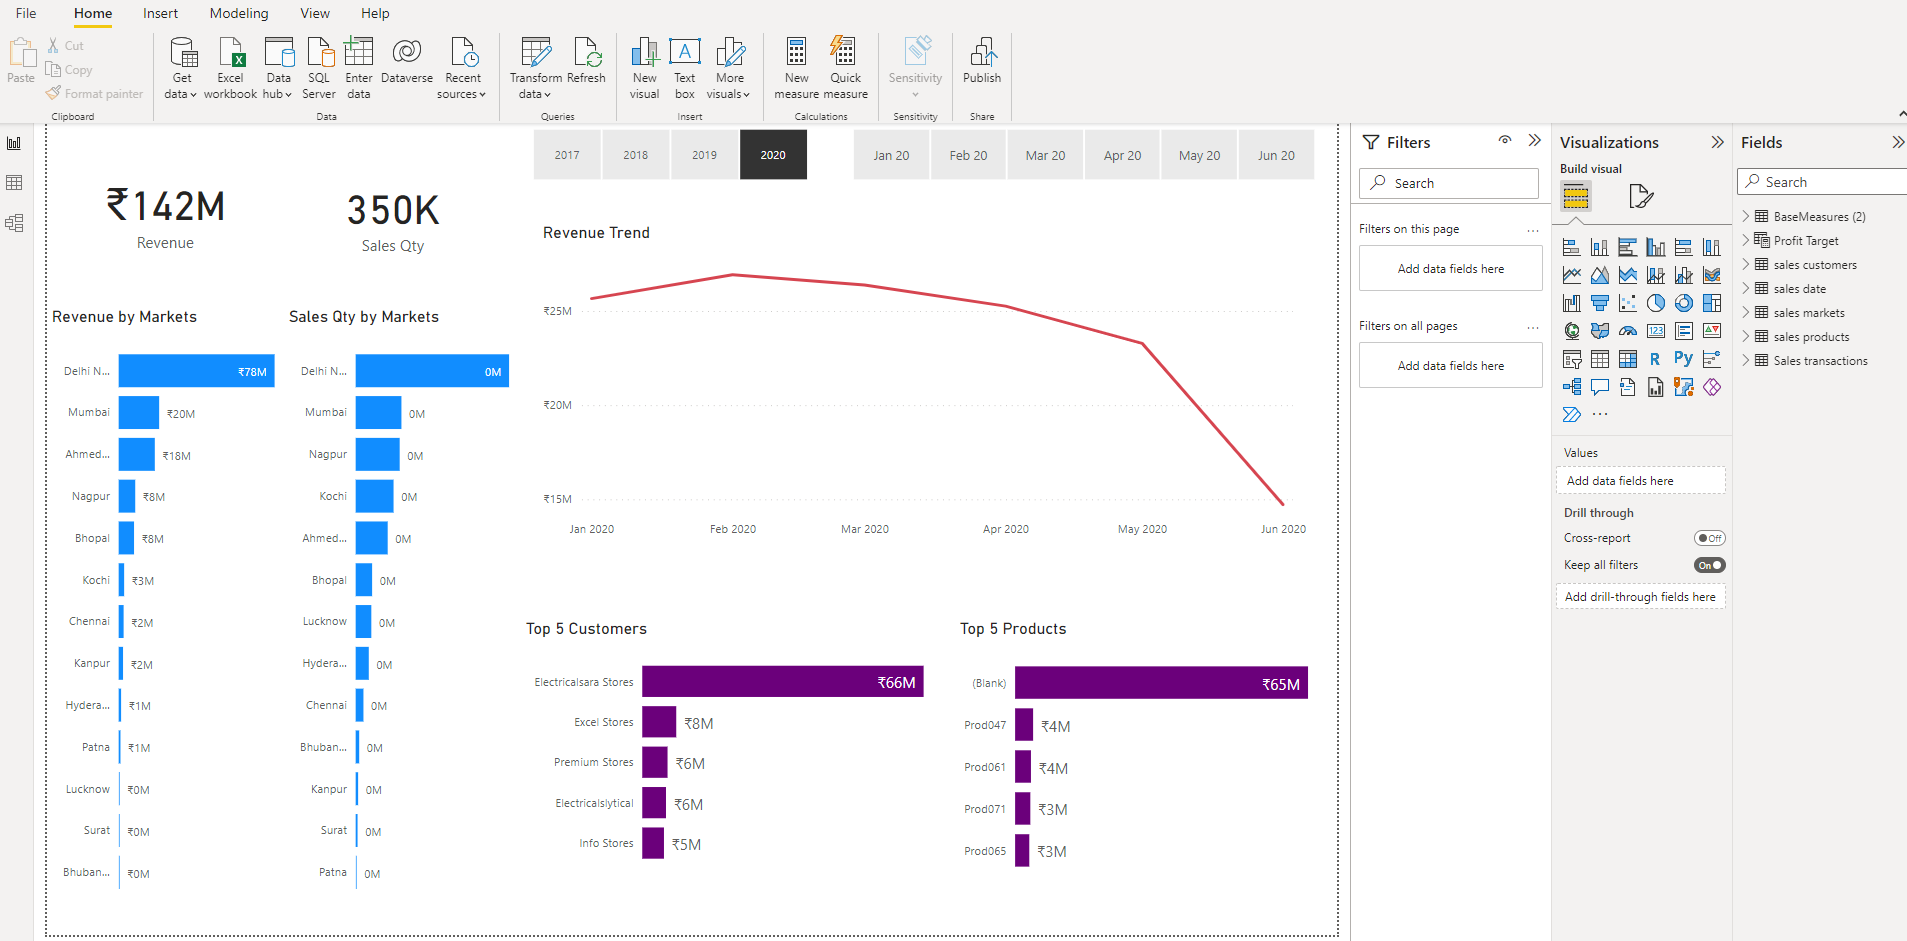 File Home Insert Modeling View Help
Paste
Cut
Copy
Format painter
Clipboard
Get data
Excel workbook
Data hub
SQL Server
Enter data
Dataverse
Recent sources
Data
Transform data
Refresh
Queries
New visual
Text box
More visuals
Insert
New measure
Quick measure
Calculations
Sensitivity
Sensitivity
Publish
Share
2017 2018 2019 2020
Jan 20 Feb 20 Mar 20 Apr 20 May 20 Jun 20
₹142M
Revenue
350K
Sales Qty
Revenue by Markets
Delhi N... ₹78M
Mumbai ₹20M
Ahmed... ₹18M
Nagpur ₹8M
Bhopal ₹8M
Kochi ₹3M
Chennai ₹2M
Kanpur ₹2M
Hydera... ₹1M
Patna ₹1M
Lucknow ₹0M
Surat ₹0M
Bhuban... ₹0M
Sales Qty by Markets
Delhi N... 0M
Mumbai 0M
Nagpur 0M
Kochi 0M
Ahmed... 0M
Bhopal 0M
Lucknow 0M
Hydera... 0M
Chennai 0M
Bhuban... 0M
Kanpur 0M
Surat 0M
Patna 0M
Revenue Trend
₹25M
₹20M
₹15M
Jan 2020 Feb 2020 Mar 2020 Apr 2020 May 2020 Jun 2020
Top 5 Customers
Electricalsara Stores ₹66M
Excel Stores ₹8M
Premium Stores ₹6M
Electricalslytical ₹6M
Info Stores ₹5M
Top 5 Products
(Blank) ₹65M
Prod047 ₹4M
Prod061 ₹4M
Prod071 ₹3M
Prod065 ₹3M
Filters
Search
Filters on this page ...
Add data fields here
Filters on all pages ...
Add data fields here
Visualizations
Build visual
123
R
Py
...
Values
Add data fields here
Drill through
Cross-report Off
Keep all filters On
Add drill-through fields here
Fields
Search
BaseMeasures (2)
Profit Target
sales customers
sales date
sales markets
sales products
Sales transactions